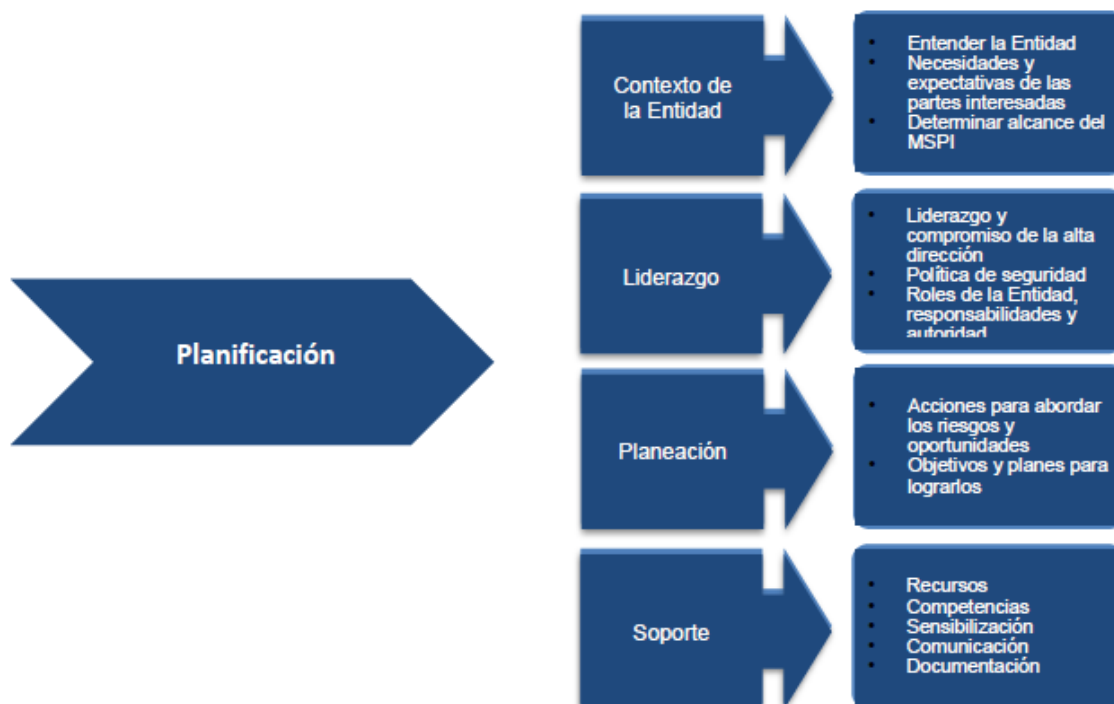 Planificación
Contexto de
la Entidad
• Entender la Entidad
• Necesidades y
expectativas de las
partes interesadas
• Determinar alcance del
MSPI
Liderazgo
• Liderazgo y
compromiso de la alta
dirección
• Política de seguridad
• Roles de la Entidad,
responsabilidades y
autoridad
Planeación
• Acciones para abordar
los riesgos y
oportunidades
• Objetivos y planes para
lograrlos
Soporte
• Recursos
• Competencias
• Sensibilización
• Comunicación
• Documentación